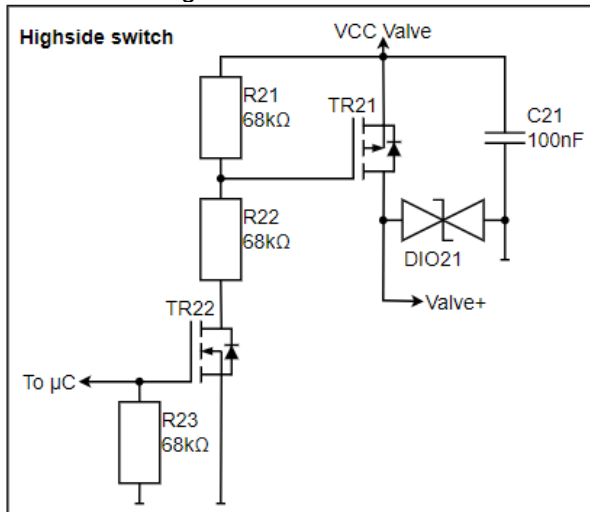 Highside switch
VCC Valve
R21
68kΩ
TR21
C21
100nF
R22
68kΩ
DIO21
TR22
Valve+
To µC
R23
68kΩ